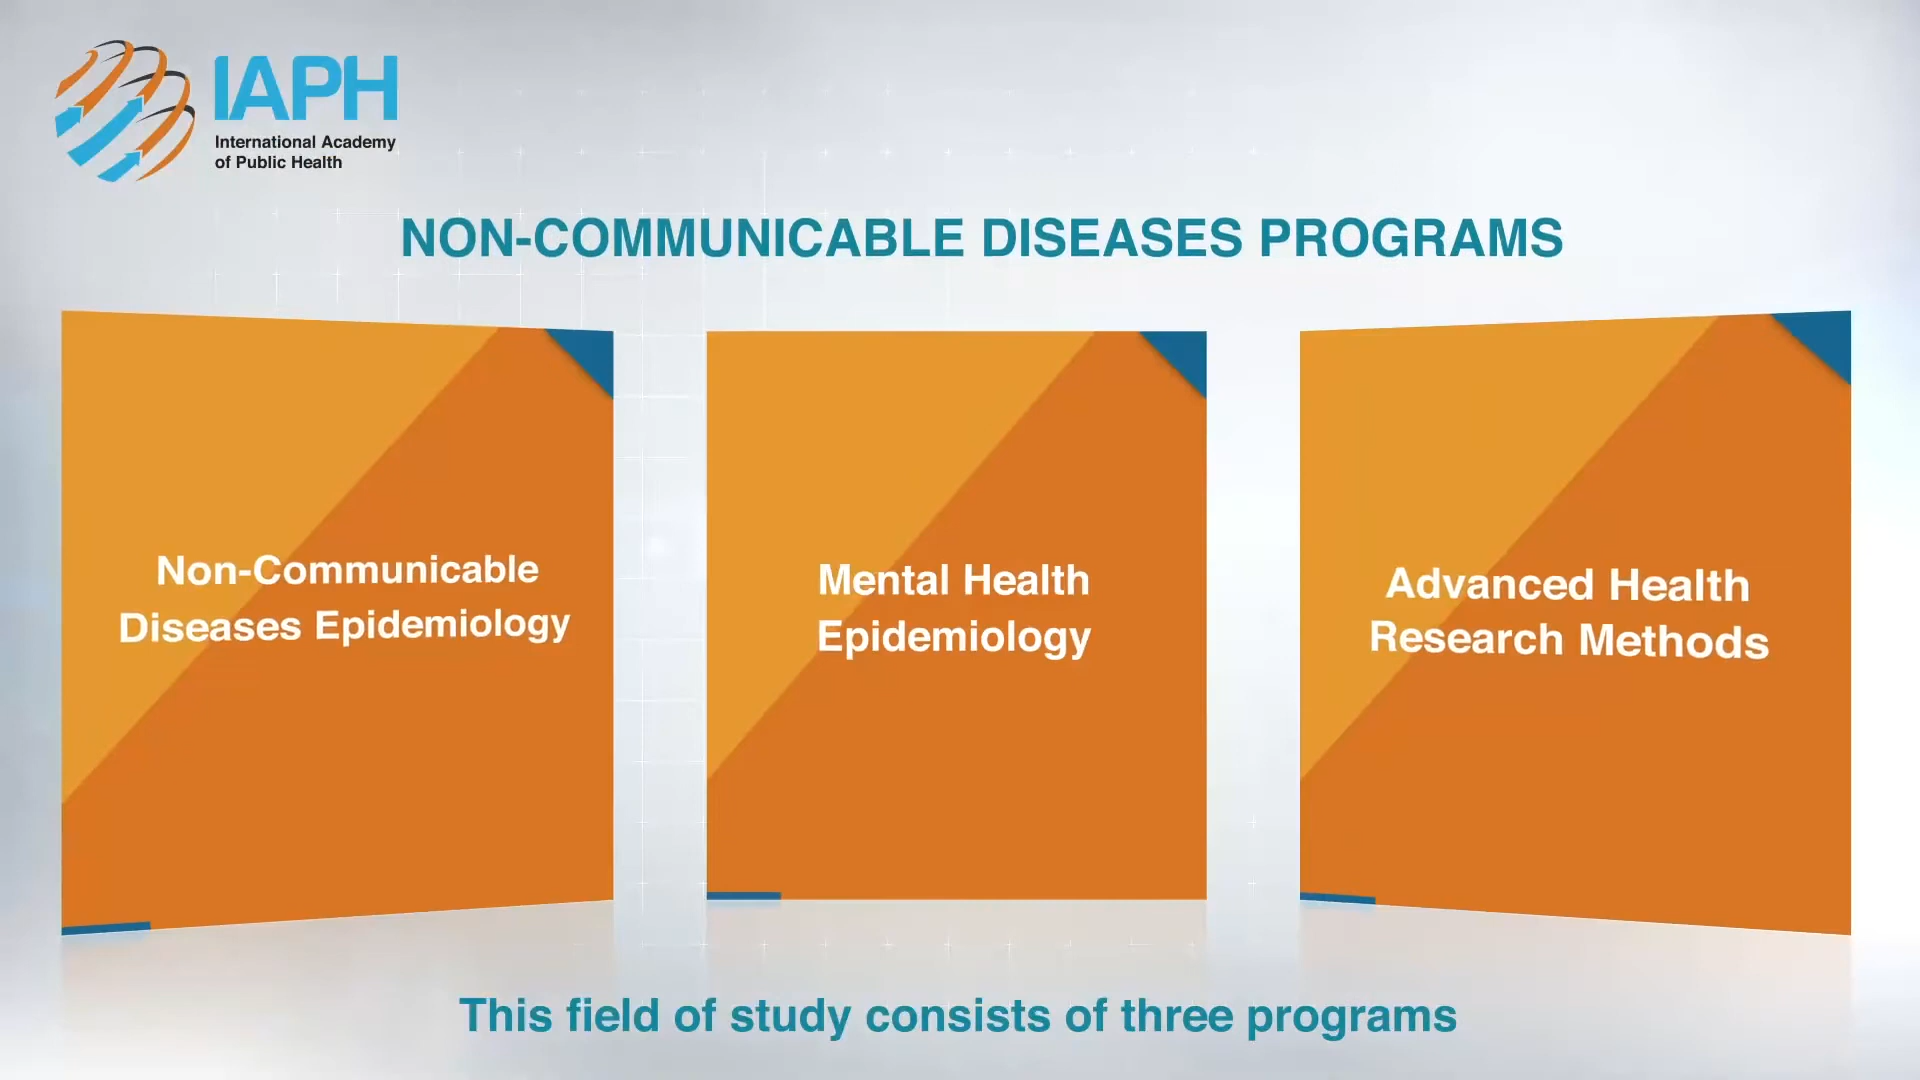 IAPH
International Academy
of Public Health
NON-COMMUNICABLE DISEASES PROGRAMS
Non-Communicable
Diseases Epidemiology
Mental Health
Epidemiology
Advanced Health
Research Methods
This field of study consists of three programs